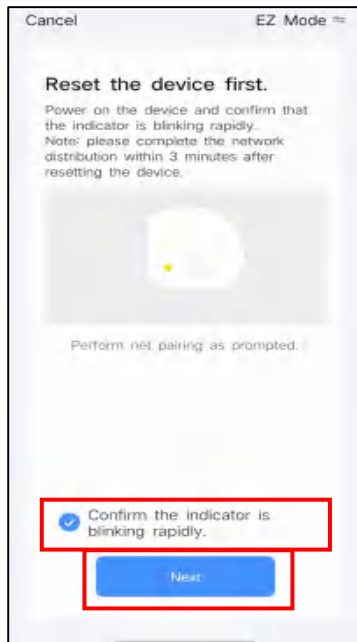 Cancel
EZ Mode
Reset the device first.
Power on the device and confirm that
the indicator is blinking rapidly.
Note: please complete the network
distribution within 3 minutes after
resetting the device.
Perform net pairing as prompted.
Confirm the indicator is
blinking rapidly.
Next